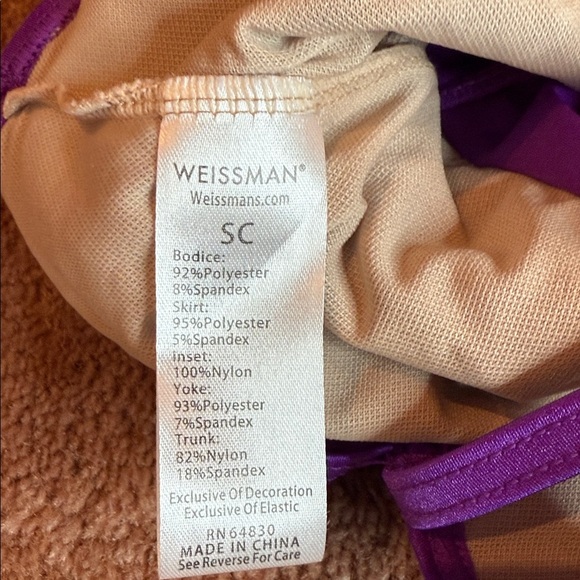 WEISSMAN®
Weissmans.com
SC
Bodice:
92%Polyester
8%Spandex
Skirt:
95%Polyester
5%Spandex
Inset:
100%Nylon
Yoke:
93%Polyester
7%Spandex
Trunk:
82%Nylon
18%Spandex
Exclusive Of Decoration
Exclusive Of Elastic
RN64830
MADE IN CHINA
See Reverse For Care